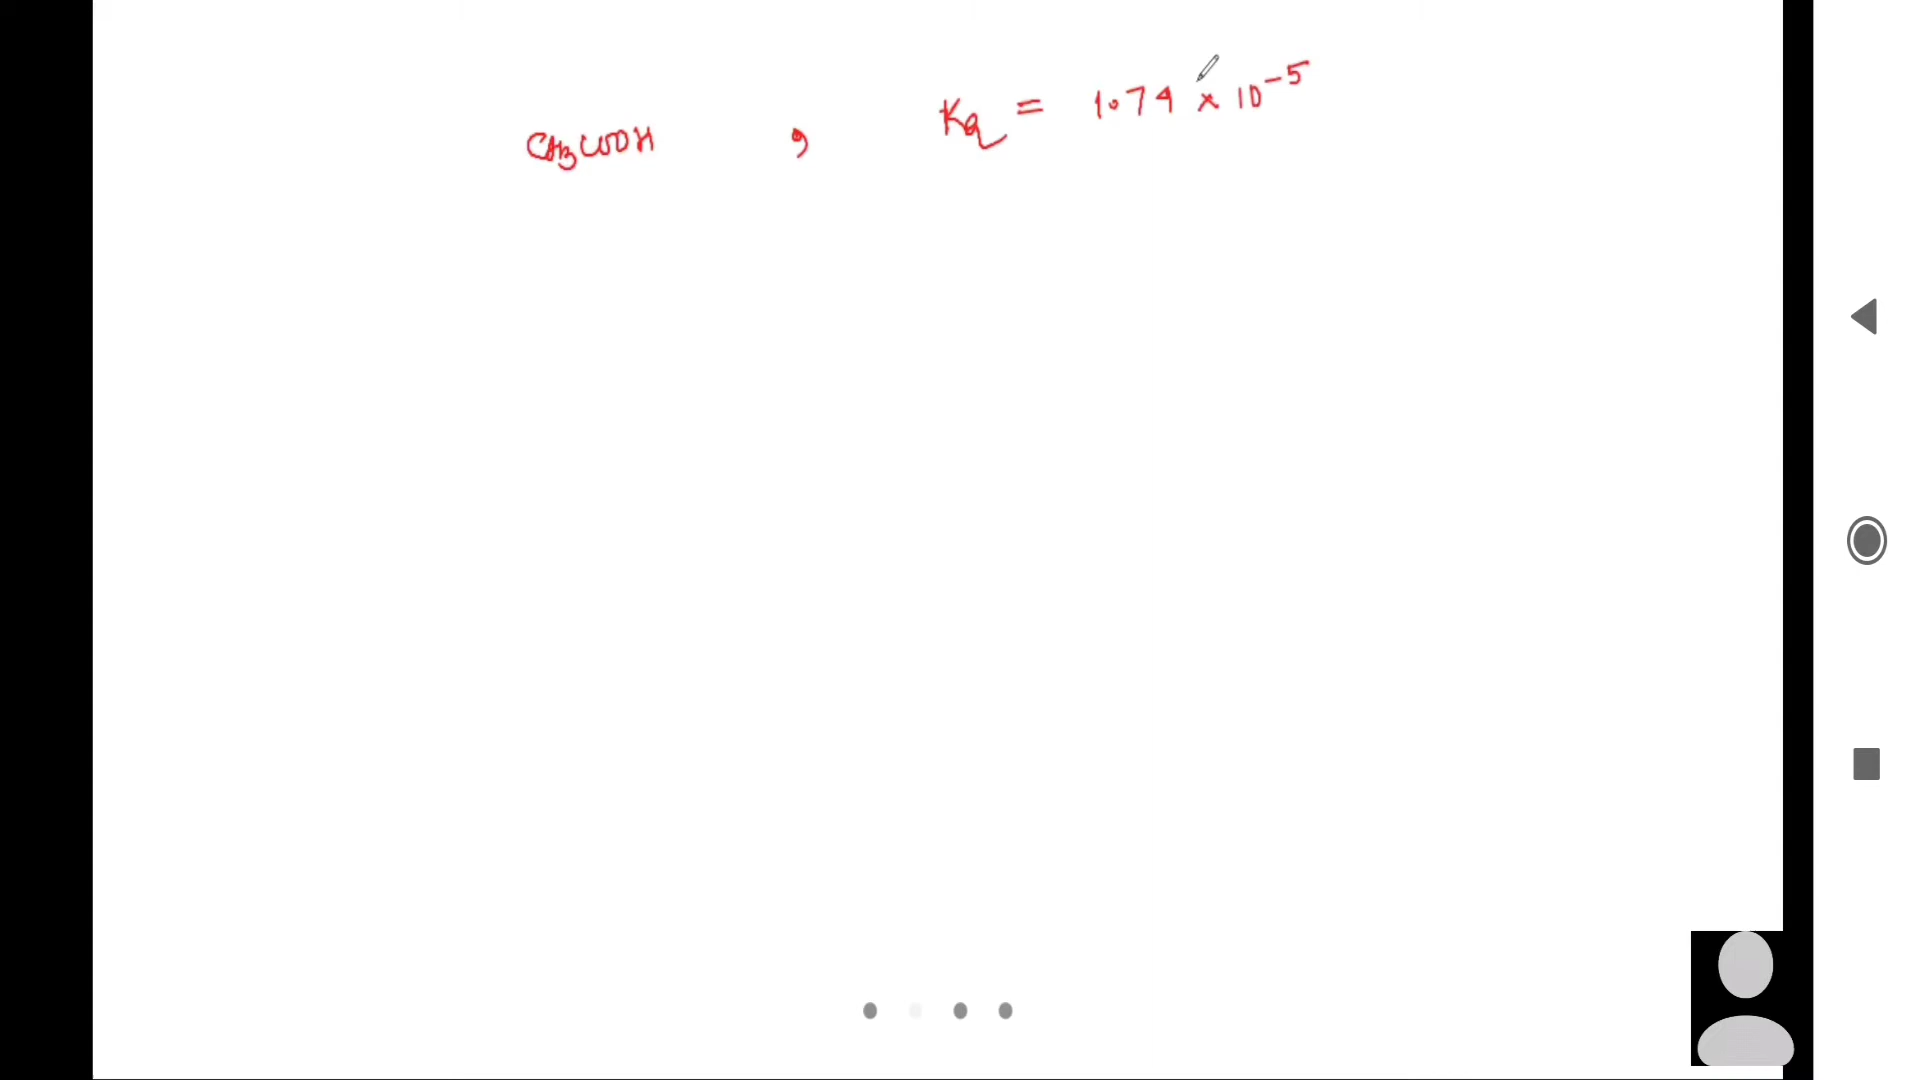 CH3COOH , Ka = 1.74 × 10^-5